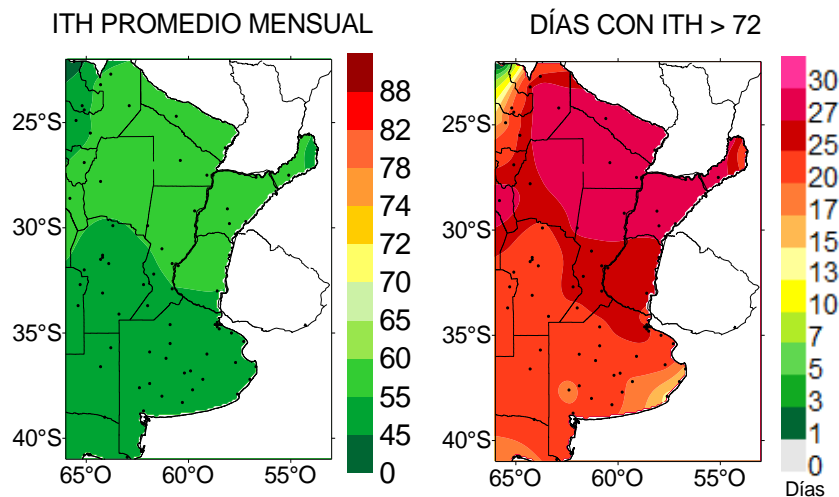 ITH PROMEDIO MENSUAL
25°S
30°S
35°S
40°S
65°O 60°O 55°O
88
82
78
74
72
70
65
60
55
45
0
DÍAS CON ITH > 72
25°S
30°S
35°S
40°S
65°O 60°O 55°O
30
27
25
20
17
15
13
10
7
5
3
1
0
Días